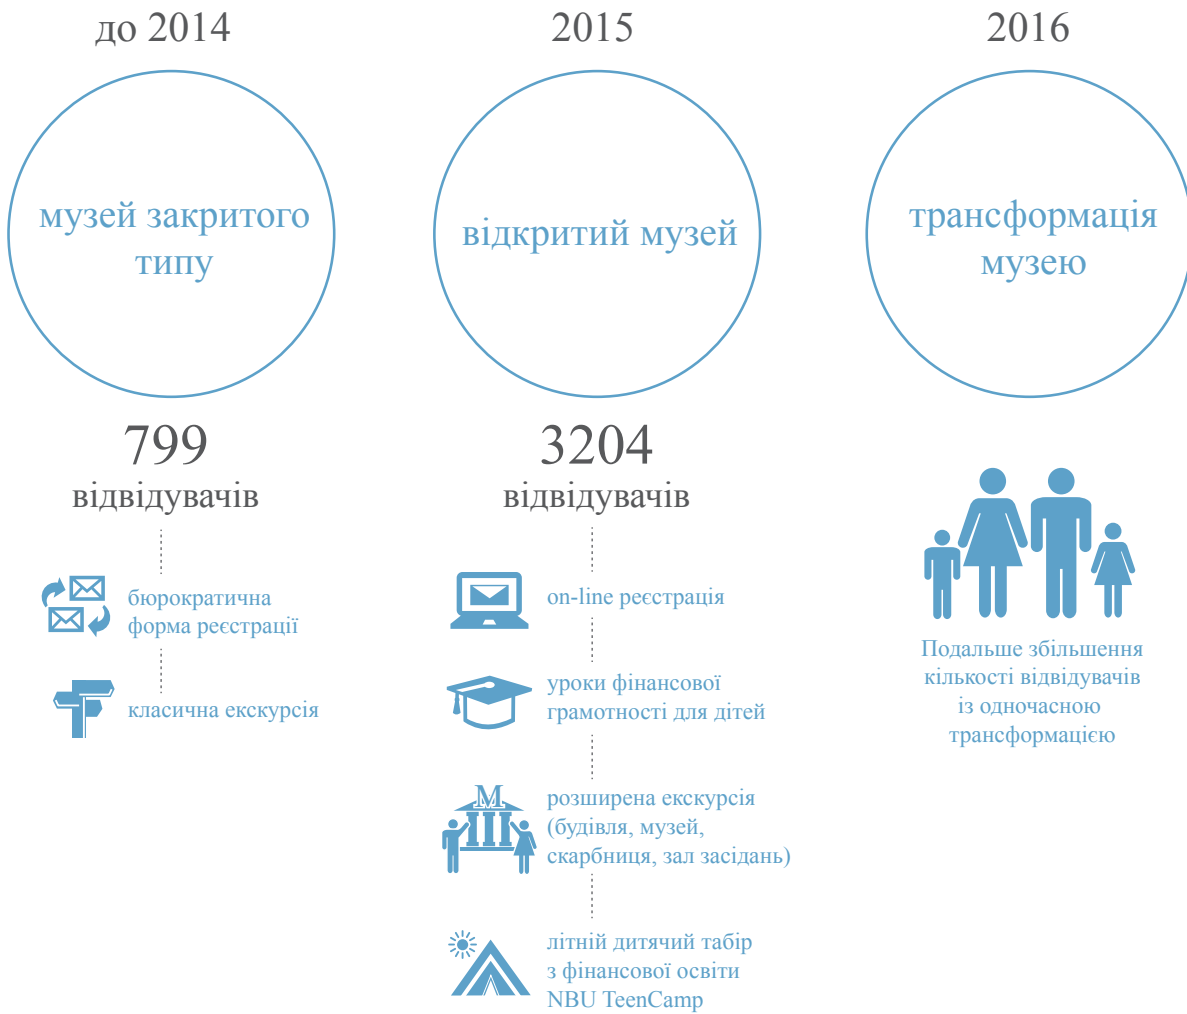 до 2014
музей закритого
типу
799
відвідувачів
бюрократична
форма реєстрації
класична екскурсія
2015
відкритий музей
3204
відвідувачів
on-line реєстрація
уроки фінансової
грамотності для дітей
М
розширена екскурсія
(будівля, музей,
скарбниця, зал засідань)
літній дитячий табір
з фінансової освіти
NBU TeenCamp
2016
трансформація
музею
Подальше збільшення
кількості відвідувачів
із одночасною
трансформацією